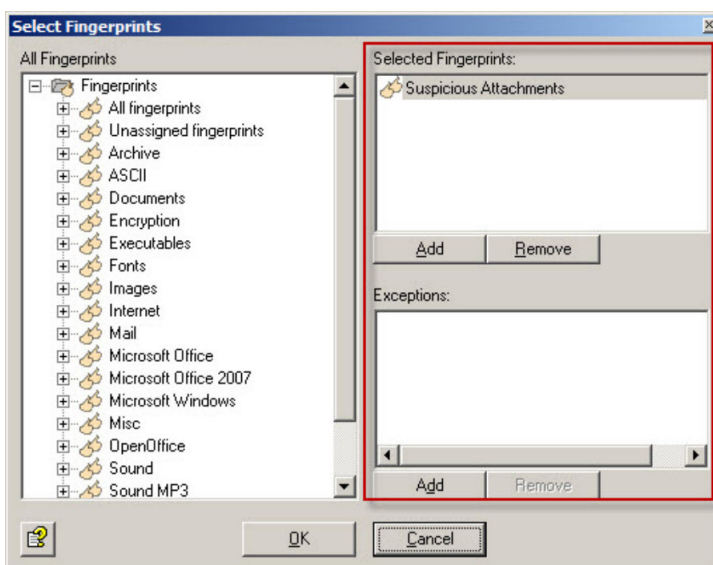 Select Fingerprints
All Fingerprints
Fingerprints
All fingerprints
Unassigned fingerprints
Archive
ASCII
Documents
Encryption
Executables
Fonts
Images
Internet
Mail
Microsoft Office
Microsoft Office 2007
Microsoft Windows
Misc
OpenOffice
Sound
Sound MP3
Selected Fingerprints:
Suspicious Attachments
Add
Remove
Exceptions:
Add
Remove
OK
Cancel